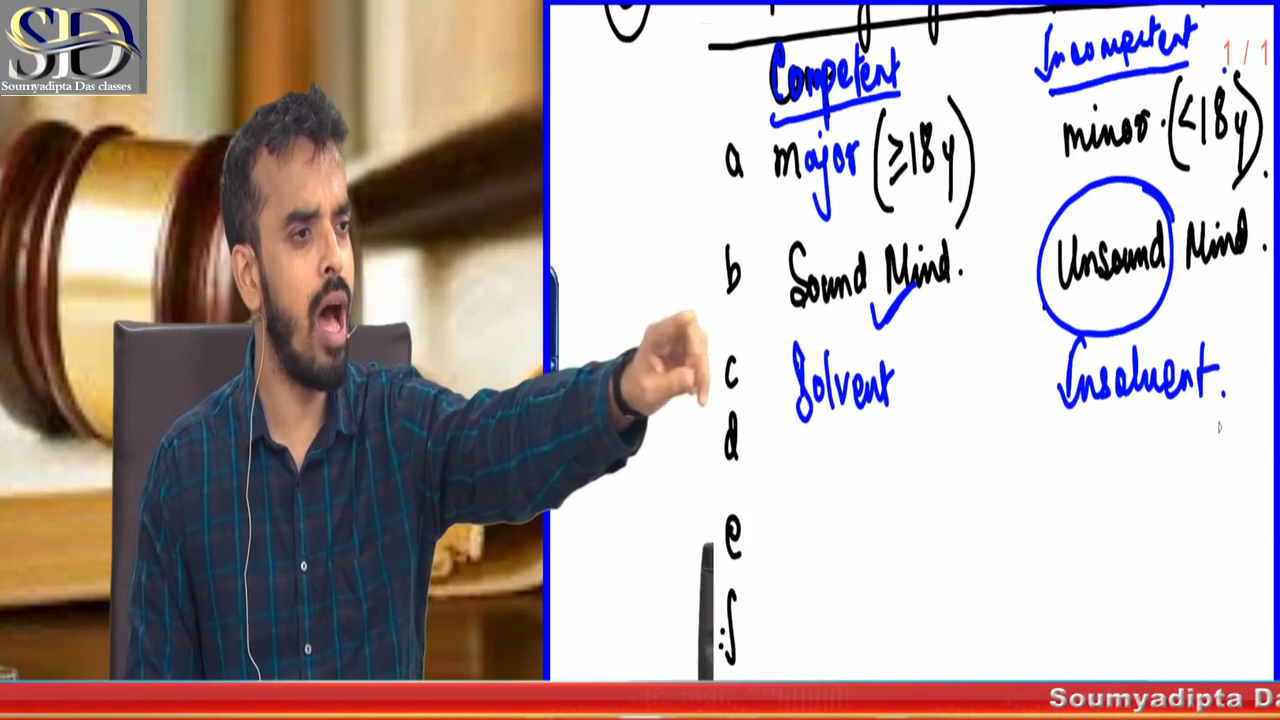 SJD
Soumyadipta Das classes
1 / 1
Competent Incompetent
a major (≥18 y) minor. (<18 y).
b Sound Mind. Unsound Mind.
c Solvent Insolvent.
d
e
f
Soumyadipta Da